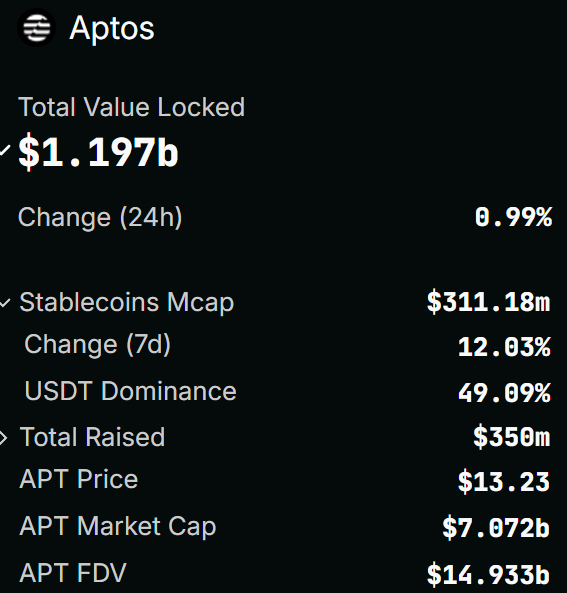 Aptos
Total Value Locked
$1.197b
Change (24h) 0.99%
Stablecoins Mcap $311.18m
Change (7d) 12.03%
USDT Dominance 49.09%
Total Raised $350m
APT Price $13.23
APT Market Cap $7.072b
APT FDV $14.933b